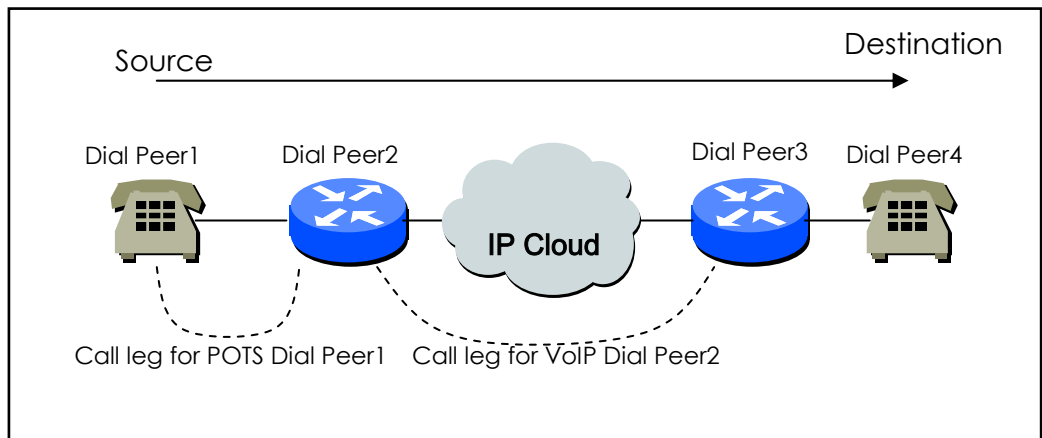 Source
Destination
Dial Peer1
Dial Peer2
Dial Peer3
Dial Peer4
IP Cloud
Call leg for POTS Dial Peer1
Call leg for VoIP Dial Peer2